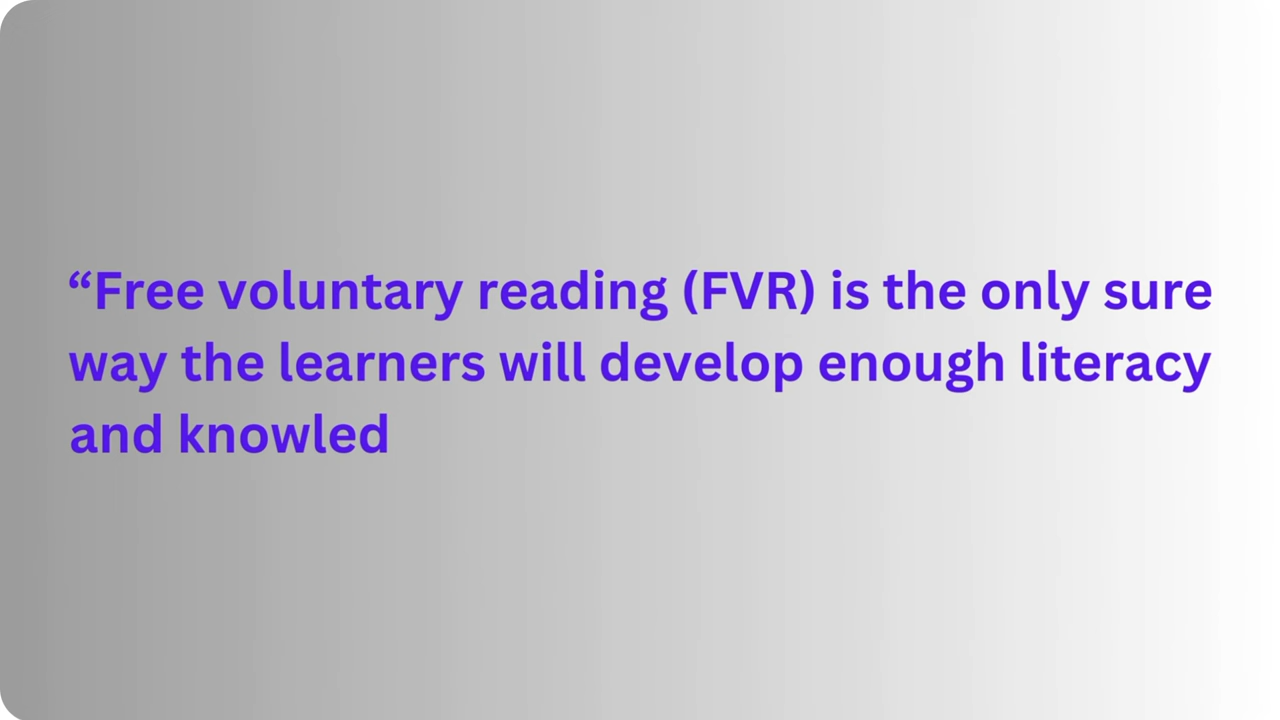 “Free voluntary reading (FVR) is the only sure
way the learners will develop enough literacy
and knowled